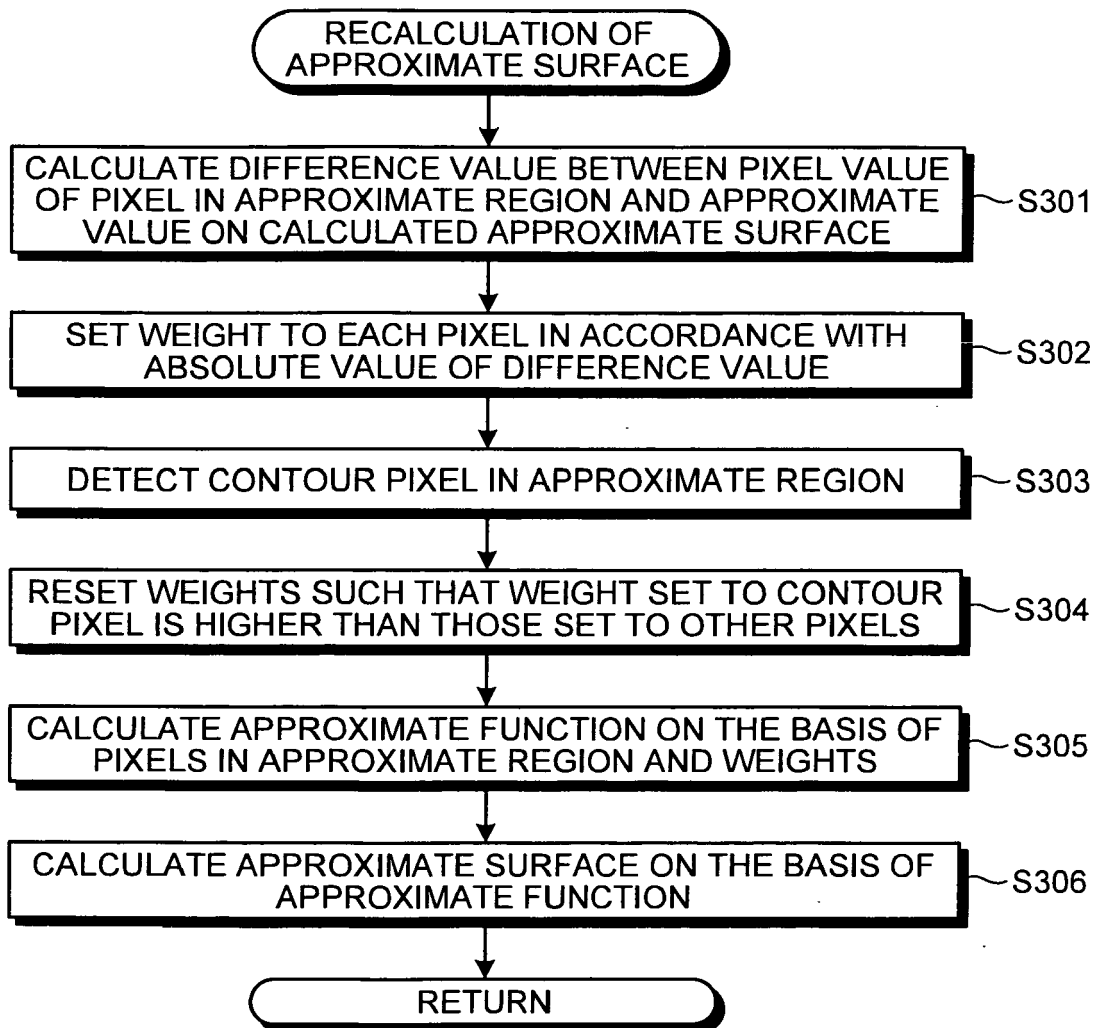 RECALCULATION OF
APPROXIMATE SURFACE
CALCULATE DIFFERENCE VALUE BETWEEN PIXEL VALUE
OF PIXEL IN APPROXIMATE REGION AND APPROXIMATE
VALUE ON CALCULATED APPROXIMATE SURFACE
S301
SET WEIGHT TO EACH PIXEL IN ACCORDANCE WITH
ABSOLUTE VALUE OF DIFFERENCE VALUE
S302
DETECT CONTOUR PIXEL IN APPROXIMATE REGION
S303
RESET WEIGHTS SUCH THAT WEIGHT SET TO CONTOUR
PIXEL IS HIGHER THAN THOSE SET TO OTHER PIXELS
S304
CALCULATE APPROXIMATE FUNCTION ON THE BASIS OF
PIXELS IN APPROXIMATE REGION AND WEIGHTS
S305
CALCULATE APPROXIMATE SURFACE ON THE BASIS OF
APPROXIMATE FUNCTION
S306
RETURN